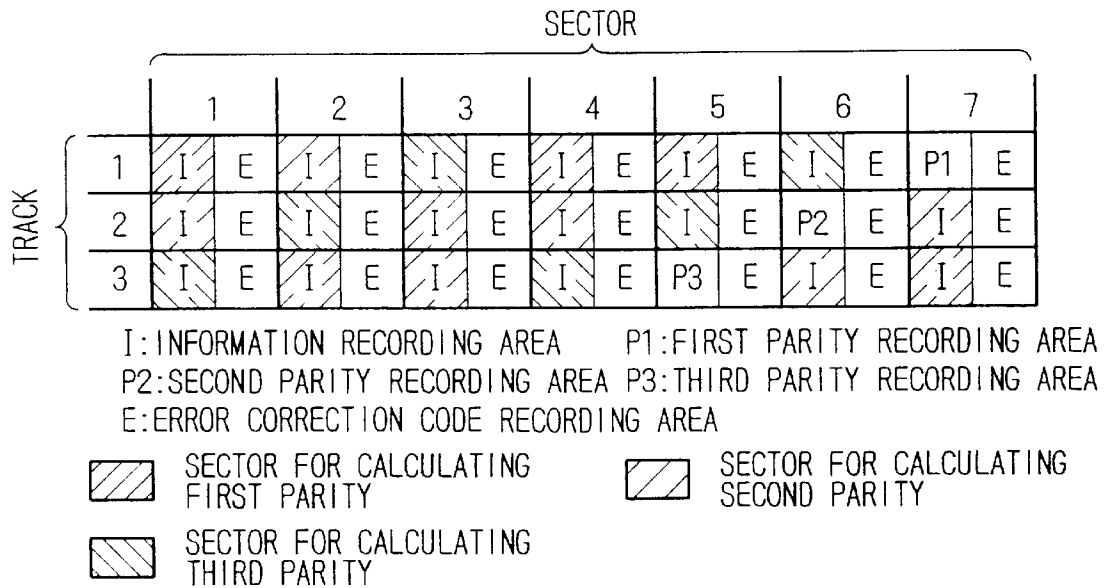 SECTOR
1 2 3 4 5 6 7
TRACK
1 I E I E I E I E I E I E P1 E
2 I E I E I E I E I E P2 E I E
3 I E I E I E I E P3 E I E I E
I:INFORMATION RECORDING AREA P1:FIRST PARITY RECORDING AREA
P2:SECOND PARITY RECORDING AREA P3:THIRD PARITY RECORDING AREA
E:ERROR CORRECTION CODE RECORDING AREA
SECTOR FOR CALCULATING
FIRST PARITY
SECTOR FOR CALCULATING
SECOND PARITY
SECTOR FOR CALCULATING
THIRD PARITY